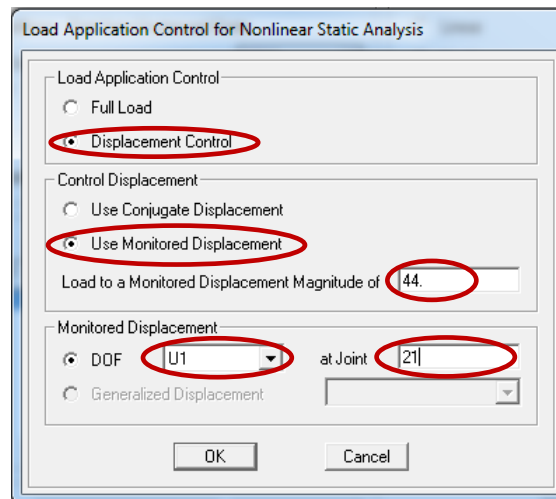 Load Application Control for Nonlinear Static Analysis
Load Application Control
Full Load
Displacement Control
Control Displacement
Use Conjugate Displacement
Use Monitored Displacement
Load to a Monitored Displacement Magnitude of 44.
Monitored Displacement
DOF U1 at Joint 21
Generalized Displacement
OK Cancel